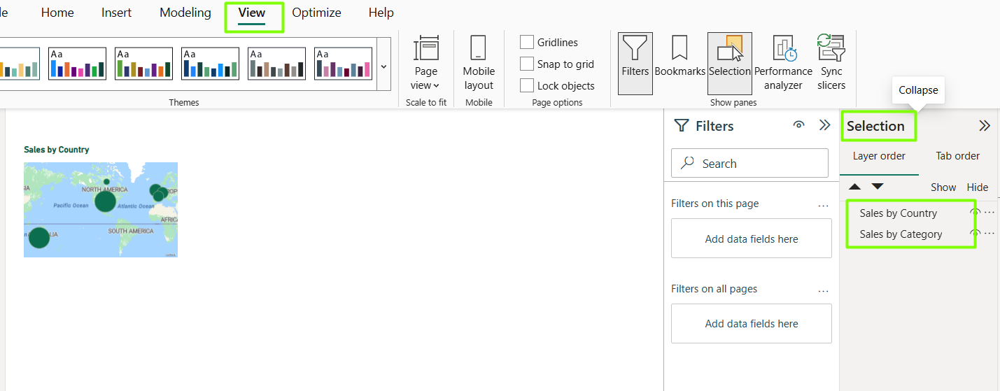 le Home Insert Modeling View Optimize Help
Aa Aa Aa Aa Aa
Page view
Mobile layout
Gridlines
Snap to grid
Lock objects
Filters Bookmarks Selection Performance analyzer Sync slicers
Themes Scale to fit Mobile Page options Show panes
Collapse
Sales by Country
NORTH AMERICA
Pacific Ocean
Atlantic Ocean
SOUTH AMERICA
AFRIC
Filters
Search
Filters on this page ...
Add data fields here
Filters on all pages ...
Add data fields here
Selection
Layer order Tab order
Show Hide
Sales by Country ...
Sales by Category ...